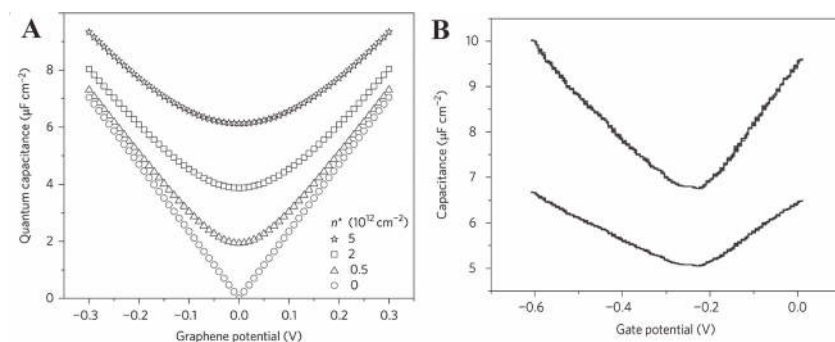 A
Quantum capacitance (μF cm⁻²)
8
6
4
2
0
n* (10¹² cm⁻²)
5
2
0.5
0
−0.3 −0.2 −0.1 0.0 0.1 0.2 0.3
Graphene potential (V)
B
Capacitance (μF cm⁻²)
10
9
8
7
6
5
−0.6 −0.4 −0.2 0.0
Gate potential (V)